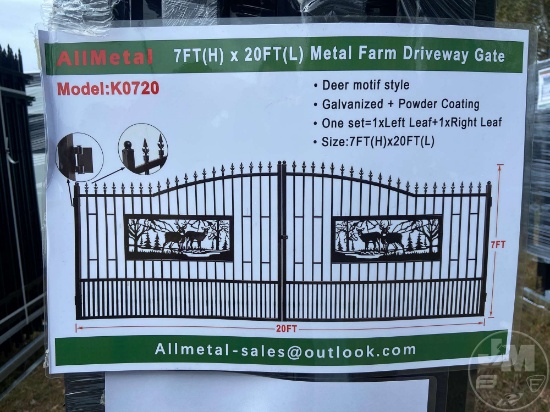 AllMetal 7FT(H) x 20FT(L) Metal Farm Driveway Gate
Model:K0720
• Deer motif style
• Galvanized + Powder Coating
• One set=1xLeft Leaf+1xRight Leaf
• Size:7FT(H)x20FT(L)
7FT
20FT
Allmetal-sales@outlook.com